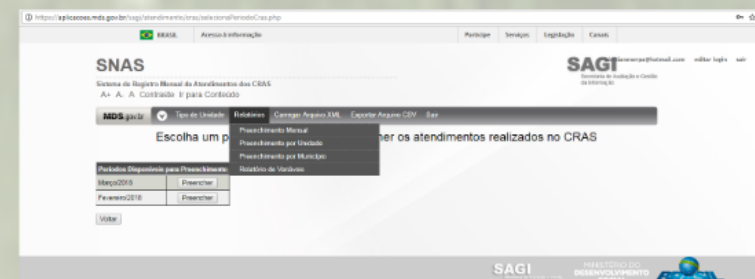 https://aplicacoes.mds.gov.br/sagi/atendimento/cras/selecionaPeriodoCras.php
BRASIL Acesso à informação Participe Serviços Legislação Canais
SNAS
SAGI
editar login sair
Secretaria de Avaliação e Gestão
da Informação
Sistema de Registro Mensal de Atendimentos dos CRAS
A+ A. A Contraste Ir para Conteúdo
MDS.gov.br Tipo de Unidade Relatórios Carregar Arquivo XML Exportar Arquivo CSV Sair
Escolha um p er os atendimentos realizados no CRAS
Preenchimento Mensal
Preenchimento por Unidade
Preenchimento por Município
Relatório de Variáveis
Períodos Disponíveis para Preenchimento
Março/2018 Preencher
Fevereiro/2018 Preencher
Voltar
SAGI
MINISTÉRIO DO
DESENVOLVIMENTO